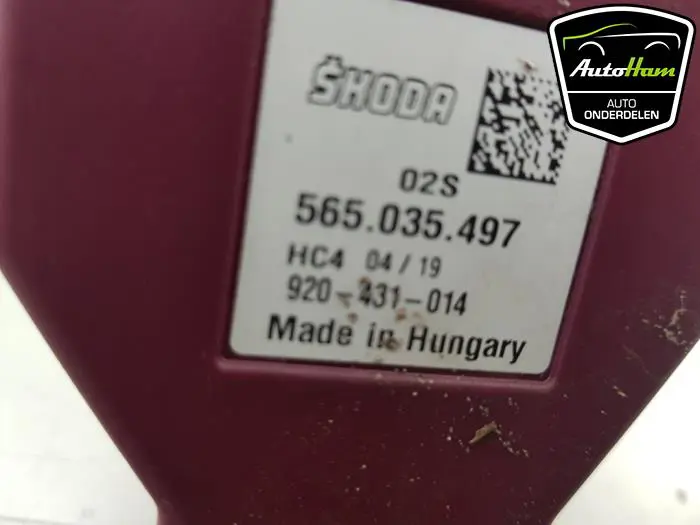 ŠKODA
02S
565.035.497
HC4 04/19
920-431-014
Made in Hungary
AutoHam
AUTO
ONDERDELEN